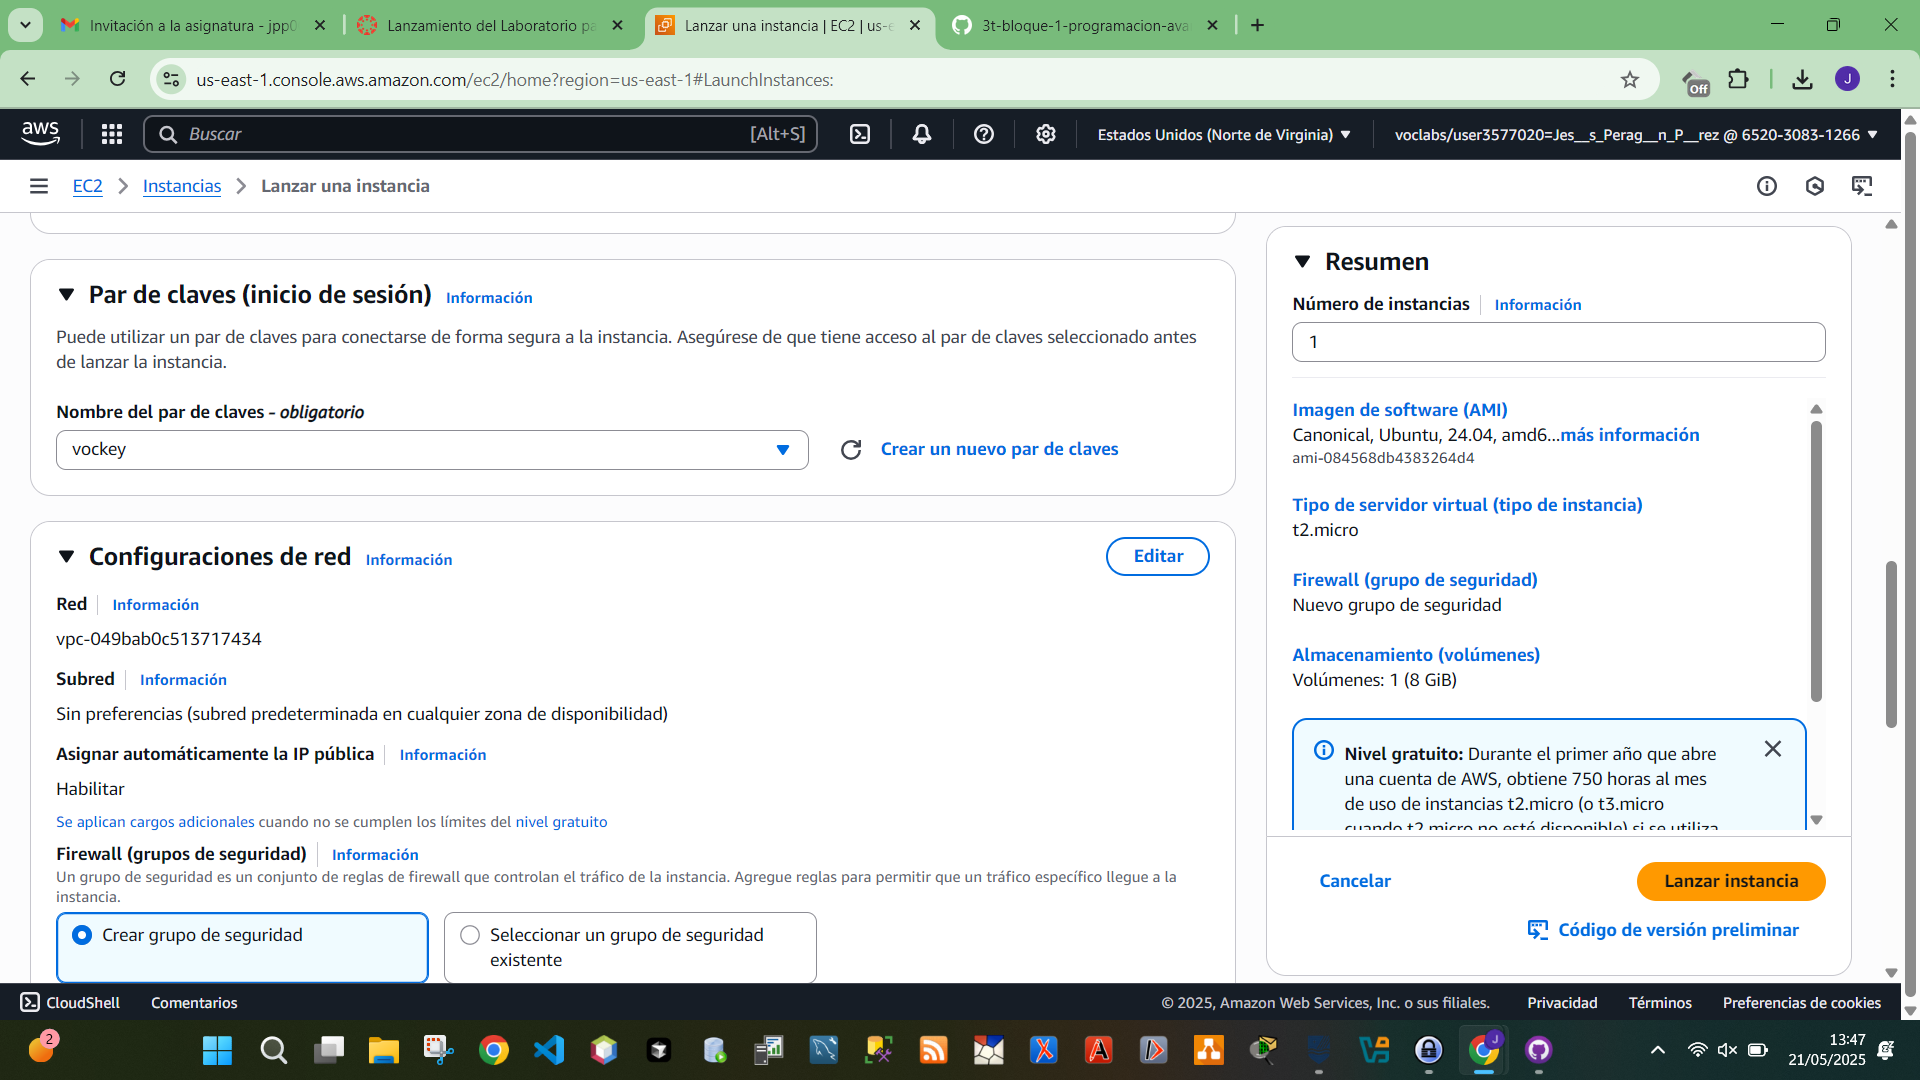 Invitación a la asignatura - jpp0
Lanzamiento del Laboratorio pa
Lanzar una instancia | EC2 | us-e
3t-bloque-1-programacion-ava
us-east-1.console.aws.amazon.com/ec2/home?region=us-east-1#LaunchInstances:
Off
J
aws
Buscar
[Alt+S]
Estados Unidos (Norte de Virginia)
voclabs/user3577020=Jes__s_Perag__n_P__rez @ 6520-3083-1266
EC2
Instancias
Lanzar una instancia
Par de claves (inicio de sesión)
Información
Puede utilizar un par de claves para conectarse de forma segura a la instancia. Asegúrese de que tiene acceso al par de claves seleccionado antes
de lanzar la instancia.
Nombre del par de claves - obligatorio
vockey
Crear un nuevo par de claves
Configuraciones de red
Información
Editar
Red
Información
vpc-049bab0c513717434
Subred
Información
Sin preferencias (subred predeterminada en cualquier zona de disponibilidad)
Asignar automáticamente la IP pública
Información
Habilitar
Se aplican cargos adicionales cuando no se cumplen los límites del nivel gratuito
Firewall (grupos de seguridad)
Información
Un grupo de seguridad es un conjunto de reglas de firewall que controlan el tráfico de la instancia. Agregue reglas para permitir que un tráfico específico llegue a la
instancia.
Crear grupo de seguridad
Seleccionar un grupo de seguridad
existente
Resumen
Número de instancias
Información
1
Imagen de software (AMI)
Canonical, Ubuntu, 24.04, amd6...más información
ami-084568db4383264d4
Tipo de servidor virtual (tipo de instancia)
t2.micro
Firewall (grupo de seguridad)
Nuevo grupo de seguridad
Almacenamiento (volúmenes)
Volúmenes: 1 (8 GiB)
Nivel gratuito: Durante el primer año que abre
una cuenta de AWS, obtiene 750 horas al mes
de uso de instancias t2.micro (o t3.micro
cuando t2.micro no esté disponible) si se utiliza
Cancelar
Lanzar instancia
Código de versión preliminar
CloudShell
Comentarios
© 2025, Amazon Web Services, Inc. o sus filiales.
Privacidad
Términos
Preferencias de cookies
2
J
13:47
21/05/2025